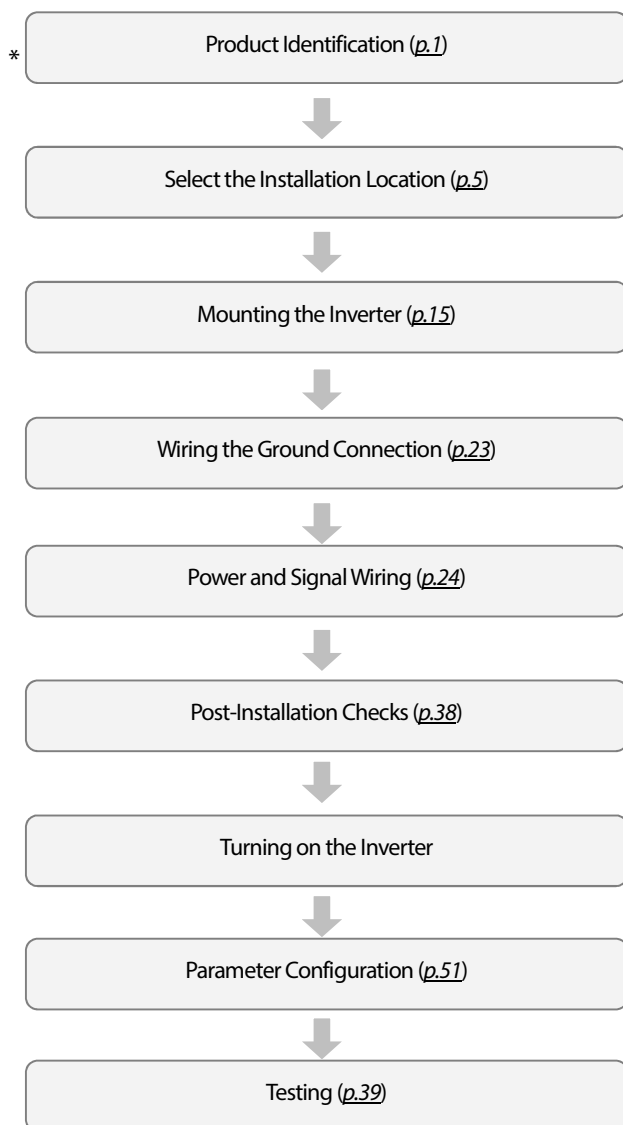 Product Identification (p.1)
*
Select the Installation Location (p.5)
Mounting the Inverter (p.15)
Wiring the Ground Connection (p.23)
Power and Signal Wiring (p.24)
Post-Installation Checks (p.38)
Turning on the Inverter
Parameter Configuration (p.51)
Testing (p.39)